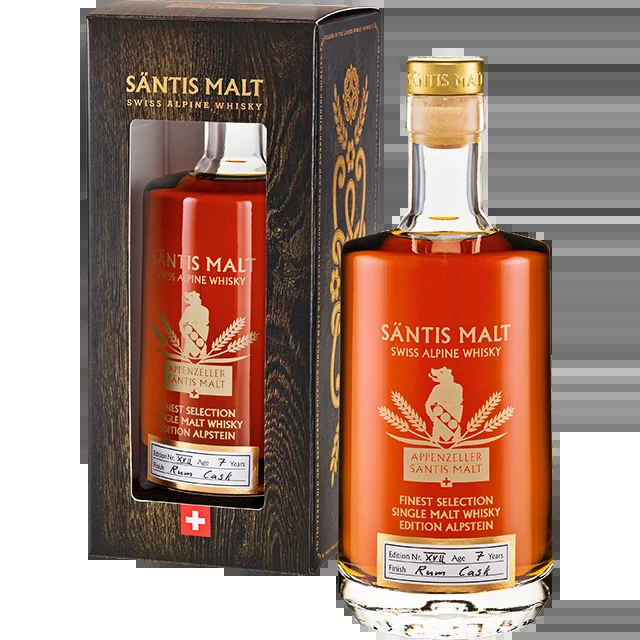 SÄNTIS MALT
SWISS ALPINE WHISKY
SÄNTIS MALT
SWISS ALPINE WHISKY
APPENZELLER
SÄNTIS MALT
FINEST SELECTION
SINGLE MALT WHISKY
EDITION ALPSTEIN
Edition Nr. XVII Age 7 Years
Finish Rum Cask
SÄNTIS MALT
SÄNTIS MALT
SWISS ALPINE WHISKY
APPENZELLER
SÄNTIS MALT
FINEST SELECTION
SINGLE MALT WHISKY
EDITION ALPSTEIN
Edition Nr. XVII Age 7 Years
Finish Rum Cask